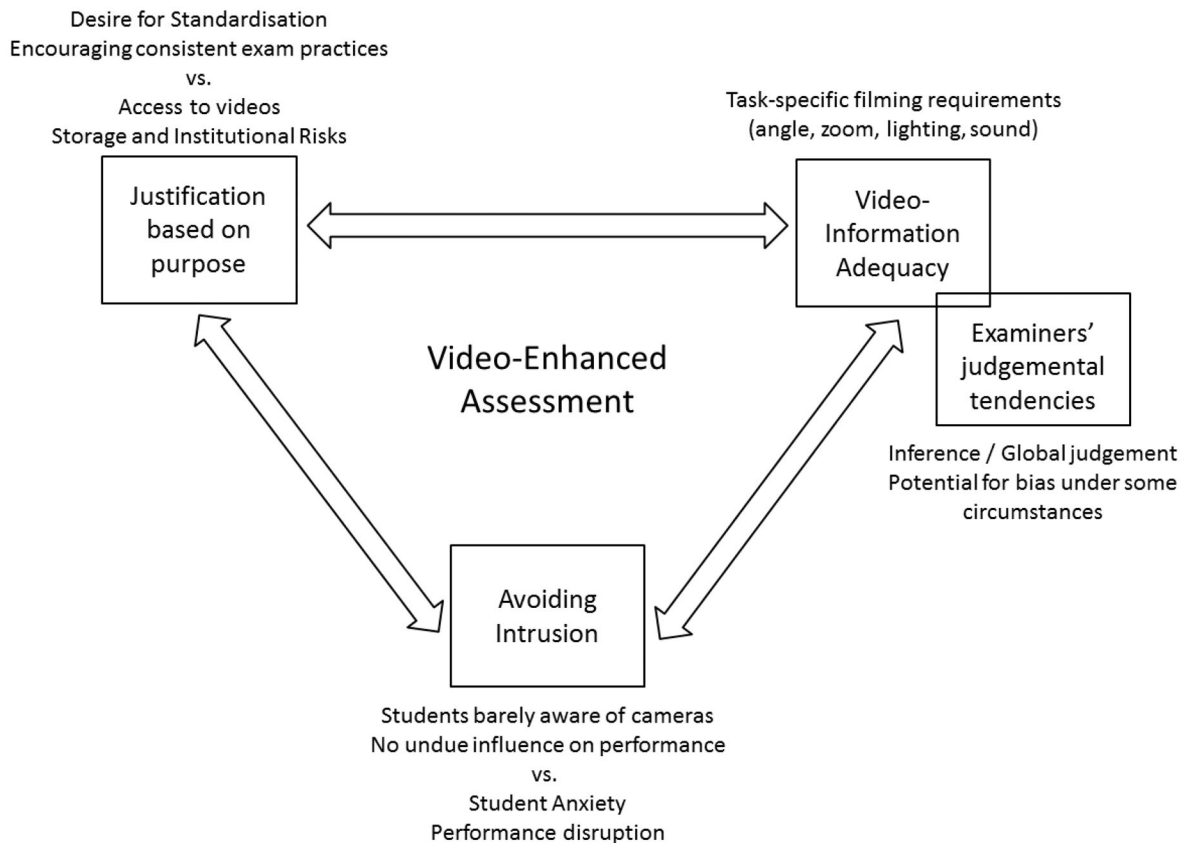 Desire for Standardisation
Encouraging consistent exam practices
vs.
Access to videos
Storage and Institutional Risks
Justification
based on
purpose
Task-specific filming requirements
(angle, zoom, lighting, sound)
Video-
Information
Adequacy
Examiners’
judgemental
tendencies
Inference / Global judgement
Potential for bias under some
circumstances
Video-Enhanced
Assessment
Avoiding
Intrusion
Students barely aware of cameras
No undue influence on performance
vs.
Student Anxiety
Performance disruption